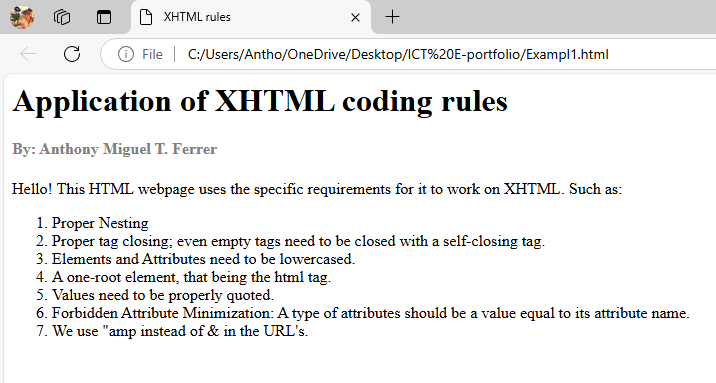 XHTML rules
File
C:/Users/Antho/OneDrive/Desktop/ICT%20E-portfolio/Exampl1.html
Application of XHTML coding rules
By: Anthony Miguel T. Ferrer
Hello! This HTML webpage uses the specific requirements for it to work on XHTML. Such as:
1. Proper Nesting
2. Proper tag closing; even empty tags need to be closed with a self-closing tag.
3. Elements and Attributes need to be lowercased.
4. A one-root element, that being the html tag.
5. Values need to be properly quoted.
6. Forbidden Attribute Minimization: A type of attributes should be a value equal to its attribute name.
7. We use "amp instead of & in the URL's.